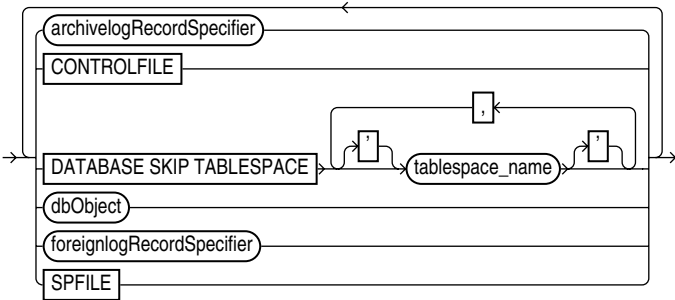 archivelogRecordSpecifier
CONTROLFILE
,
DATABASE SKIP TABLESPACE ' tablespace_name '
dbObject
foreignlogRecordSpecifier
SPFILE